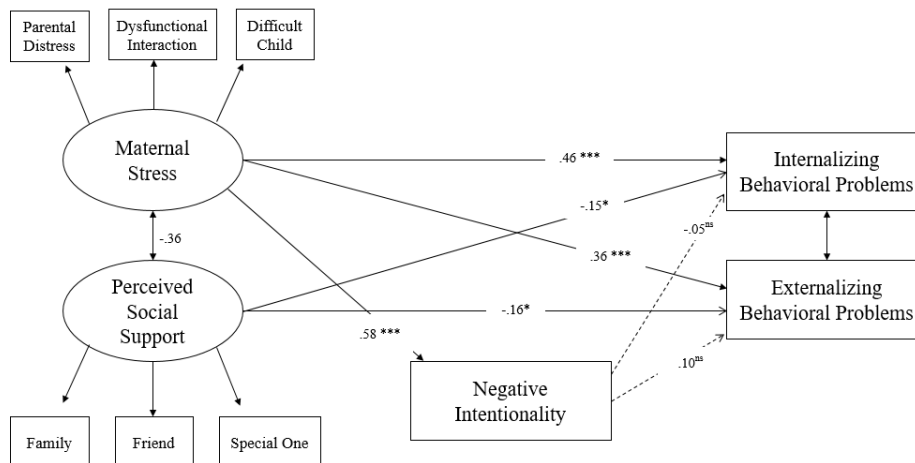 Parental
Distress
Dysfunctional
Interaction
Difficult
Child
Maternal
Stress
.46 ***
Internalizing
Behavioral Problems
-.15*
-.05ns
-.36
.36 ***
Perceived
Social
Support
-.16*
Externalizing
Behavioral Problems
.58 ***
.10ns
Negative
Intentionality
Family
Friend
Special One